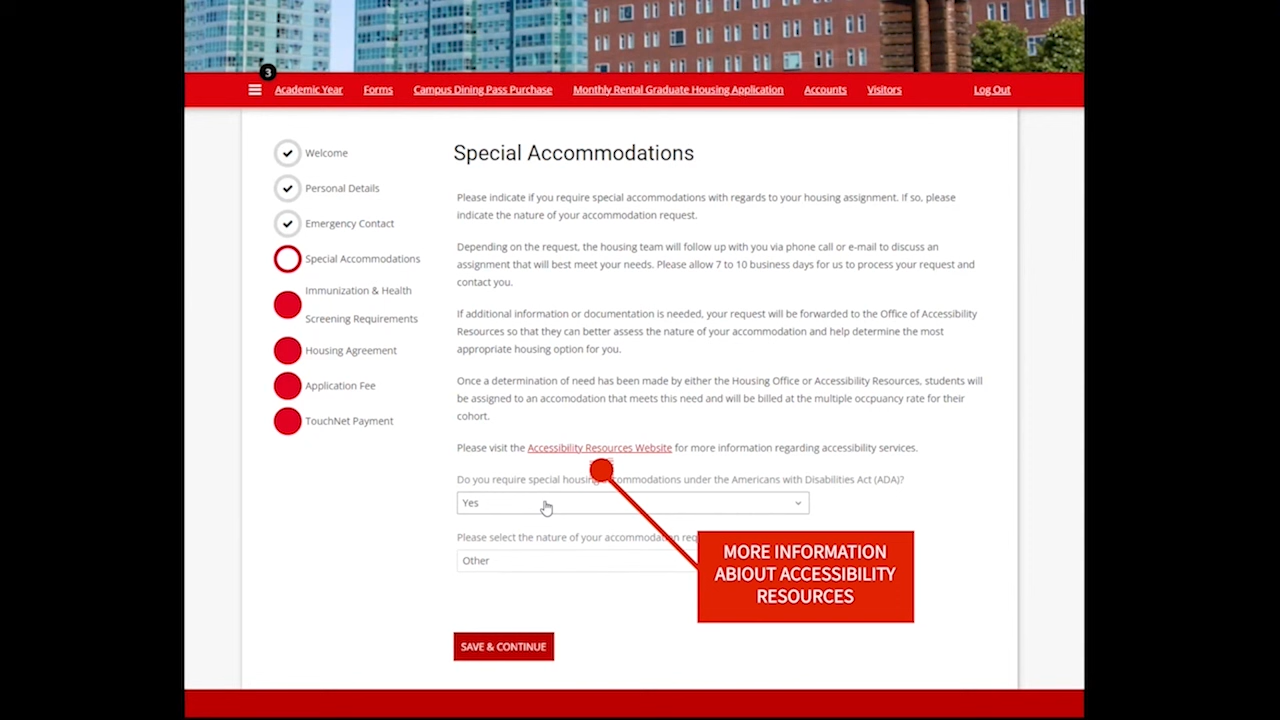 3
Academic Year Forms Campus Dining Pass Purchase Monthly Rental Graduate Housing Application Accounts Visitors Log Out
Welcome
Personal Details
Emergency Contact
Special Accommodations
Immunization & Health
Screening Requirements
Housing Agreement
Application Fee
TouchNet Payment
Special Accommodations
Please indicate if you require special accommodations with regards to your housing assignment. If so, please
indicate the nature of your accommodation request.
Depending on the request, the housing team will follow up with you via phone call or e-mail to discuss an
assignment that will best meet your needs. Please allow 7 to 10 business days for us to process your request and
contact you.
If additional information or documentation is needed, your request will be forwarded to the Office of Accessibility
Resources so that they can better assess the nature of your accommodation and help determine the most
appropriate housing option for you.
Once a determination of need has been made by either the Housing Office or Accessibility Resources, students will
be assigned to an accomodation that meets this need and will be billed at the multiple occpuancy rate for their
cohort.
Please visit the Accessibility Resources Website for more information regarding accessibility services.
Do you require special housing commodations under the Americans with Disabilities Act (ADA)?
Yes
Please select the nature of your accommodation req
Other
MORE INFORMATION
ABIOUT ACCESSIBILITY
RESOURCES
SAVE & CONTINUE